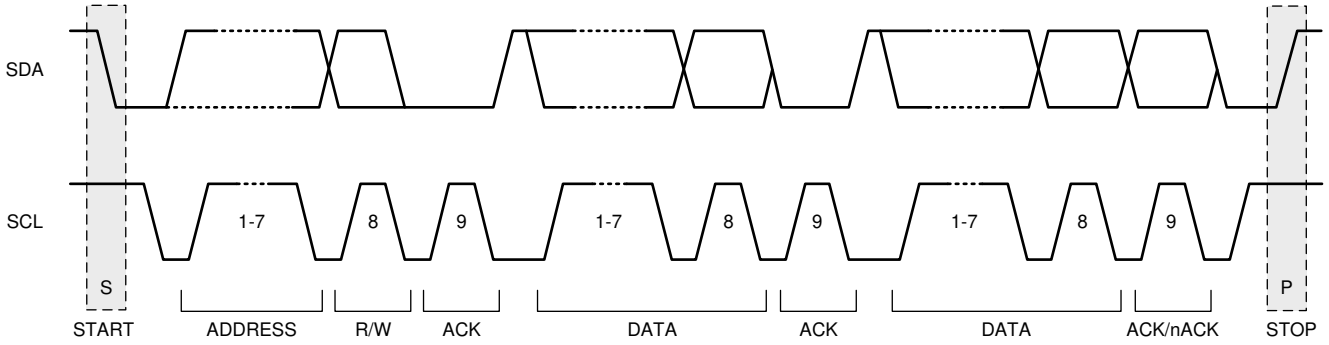 SDA
SCL
1-7 8 9 1-7 8 9 1-7 8 9
S P
START ADDRESS R/W ACK DATA ACK DATA ACK/nACK STOP